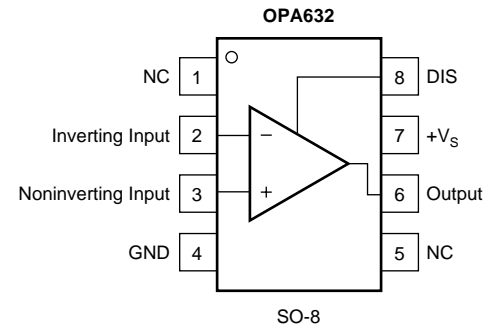 OPA632
NC 1 8 DIS
Inverting Input 2 − 7 +VS
Noninverting Input 3 + 6 Output
GND 4 5 NC
SO-8